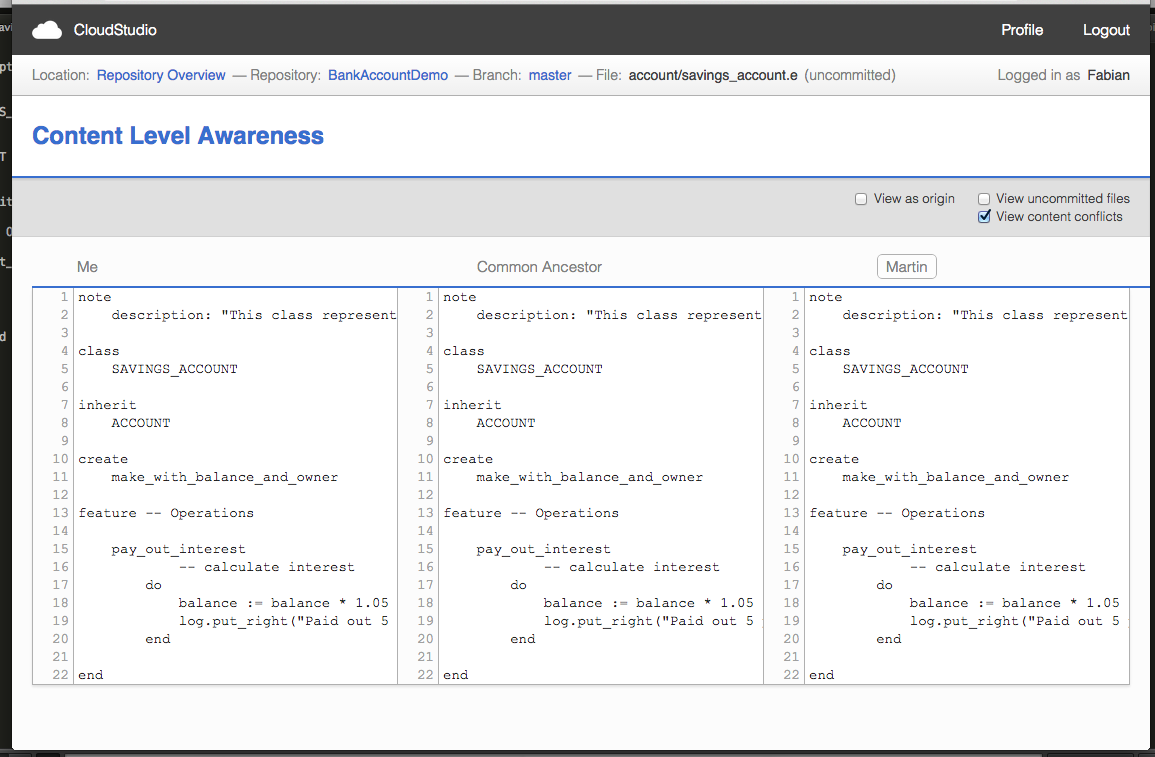 CloudStudio Profile Logout
Location: Repository Overview — Repository: BankAccountDemo — Branch: master — File: account/savings_account.e (uncommitted) Logged in as Fabian
Content Level Awareness
View as origin View uncommitted files
View content conflicts
Me Common Ancestor Martin
1 note
2 description: "This class represent
3
4 class
5 SAVINGS_ACCOUNT
6
7 inherit
8 ACCOUNT
9
10 create
11 make_with_balance_and_owner
12
13 feature -- Operations
14
15 pay_out_interest
16 -- calculate interest
17 do
18 balance := balance * 1.05
19 log.put_right("Paid out 5
20 end
21
22 end
1 note
2 description: "This class represent
3
4 class
5 SAVINGS_ACCOUNT
6
7 inherit
8 ACCOUNT
9
10 create
11 make_with_balance_and_owner
12
13 feature -- Operations
14
15 pay_out_interest
16 -- calculate interest
17 do
18 balance := balance * 1.05
19 log.put_right("Paid out 5
20 end
21
22 end
1 note
2 description: "This class represent
3
4 class
5 SAVINGS_ACCOUNT
6
7 inherit
8 ACCOUNT
9
10 create
11 make_with_balance_and_owner
12
13 feature -- Operations
14
15 pay_out_interest
16 -- calculate interest
17 do
18 balance := balance * 1.05
19 log.put_right("Paid out 5
20 end
21
22 end